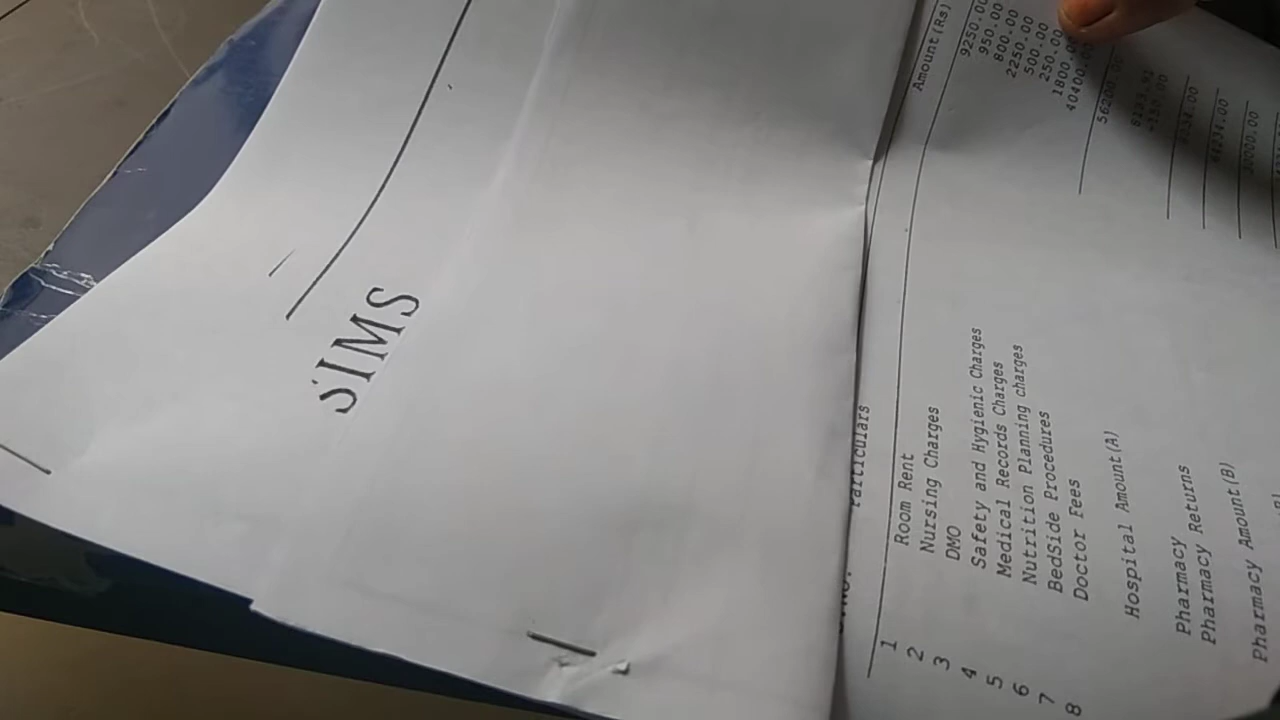 SIMS
Particulars Amount(Rs)
1 Room Rent 9250.00
2 Nursing Charges 950.00
3 DMO 800.00
4 Safety and Hygienic Charges 2250.00
5 Medical Records Charges 500.00
6 Nutrition Planning charges 250.00
7 BedSide Procedures 1800
8 Doctor Fees 40400.
Hospital Amount(A)
Pharmacy
Pharmacy Returns
Pharmacy Amount(B)